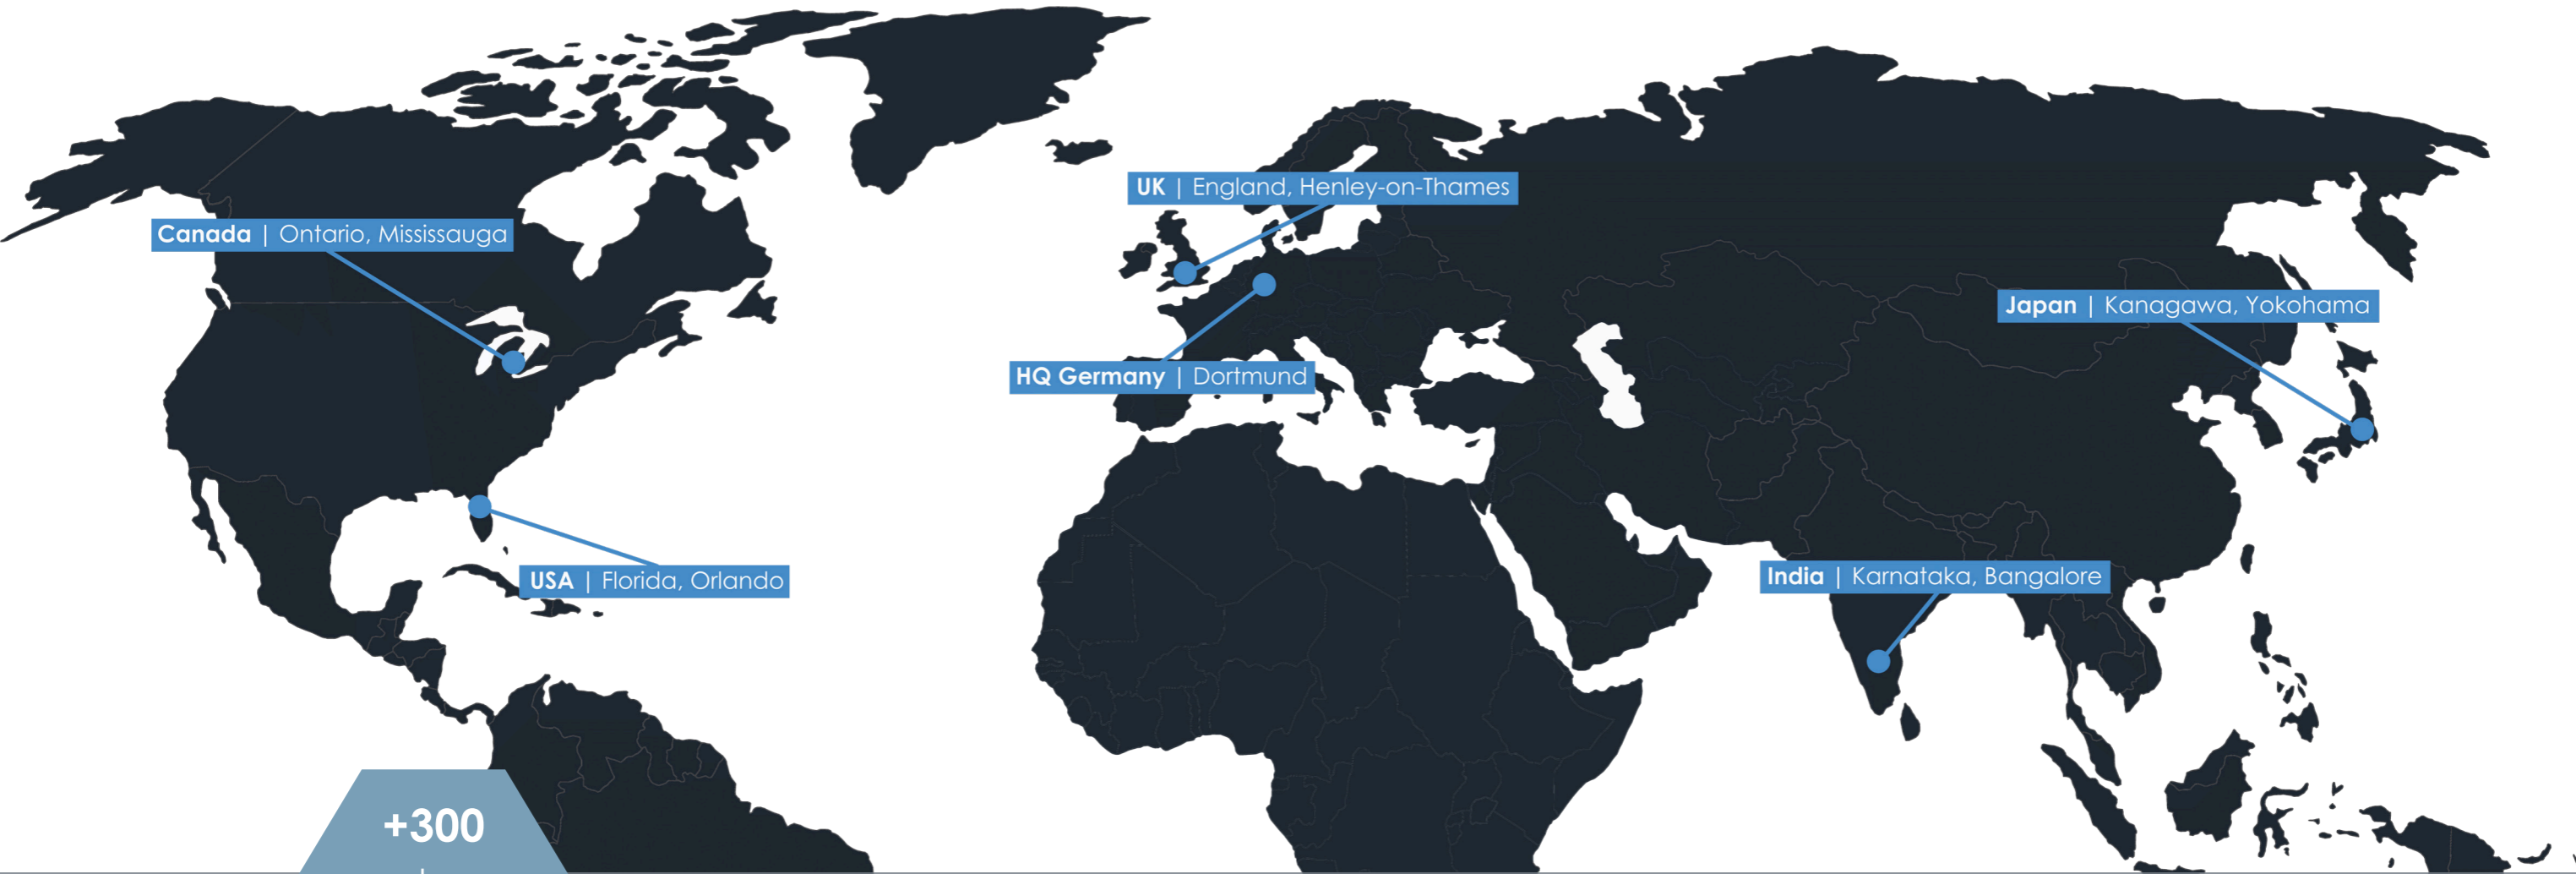 UK | England, Henley-on-Thames
Canada | Ontario, Mississauga
Japan | Kanagawa, Yokohama
HQ Germany | Dortmund
India | Karnataka, Bangalore
USA | Florida, Orlando
+300